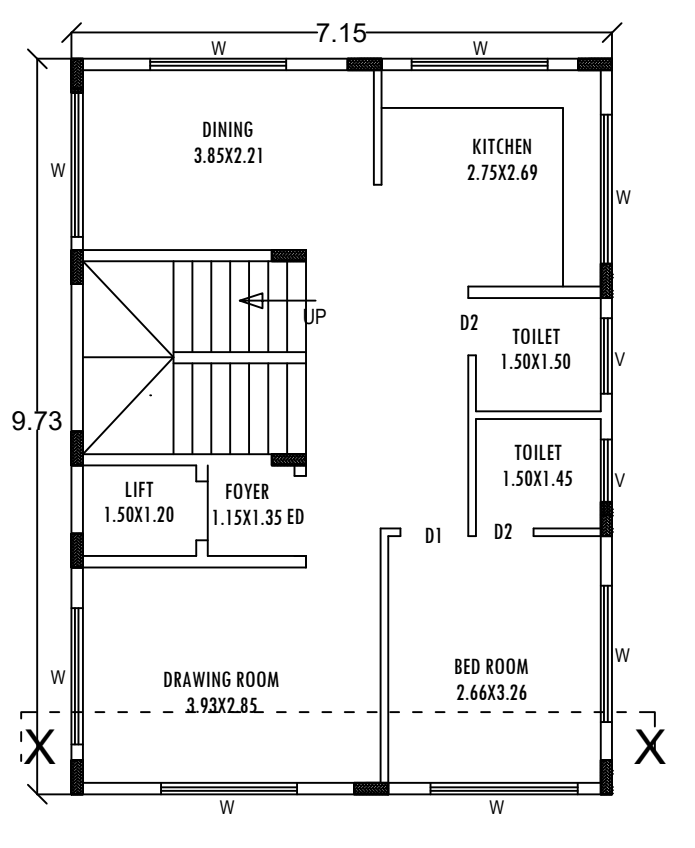 7.15
W
W
DINING
3.85X2.21
KITCHEN
2.75X2.69
W
W
UP
D2
TOILET
1.50X1.50
V
9.73
TOILET
1.50X1.45
V
LIFT
1.50X1.20
FOYER
1.15X1.35 ED
D1
D2
DRAWING ROOM
3.93X2.85
BED ROOM
2.66X3.26
W
W
X
X
W
W